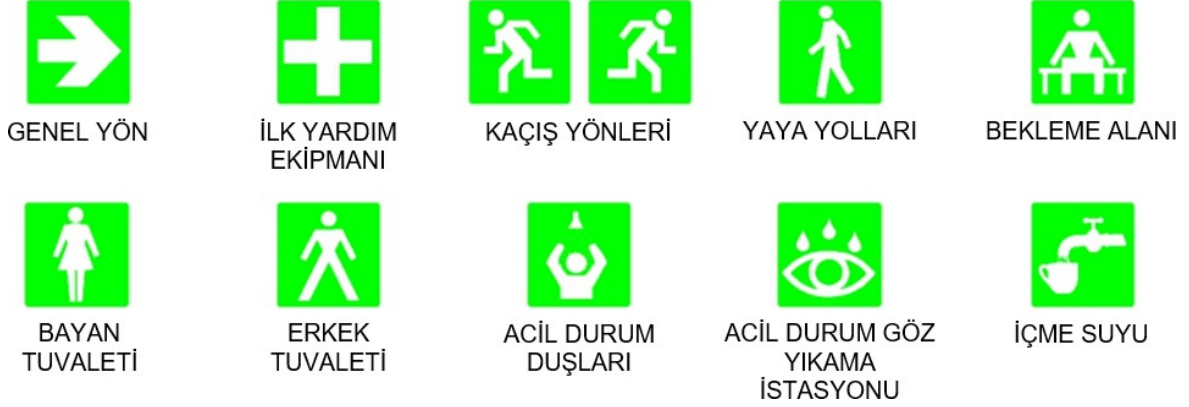 GENEL YÖN
İLK YARDIM
EKİPMANI
KAÇIŞ YÖNLERİ
YAYA YOLLARI
BEKLEME ALANI
BAYAN
TUVALETİ
ERKEK
TUVALETİ
ACİL DURUM
DUŞLARI
ACİL DURUM GÖZ
YIKAMA
İSTASYONU
İÇME SUYU